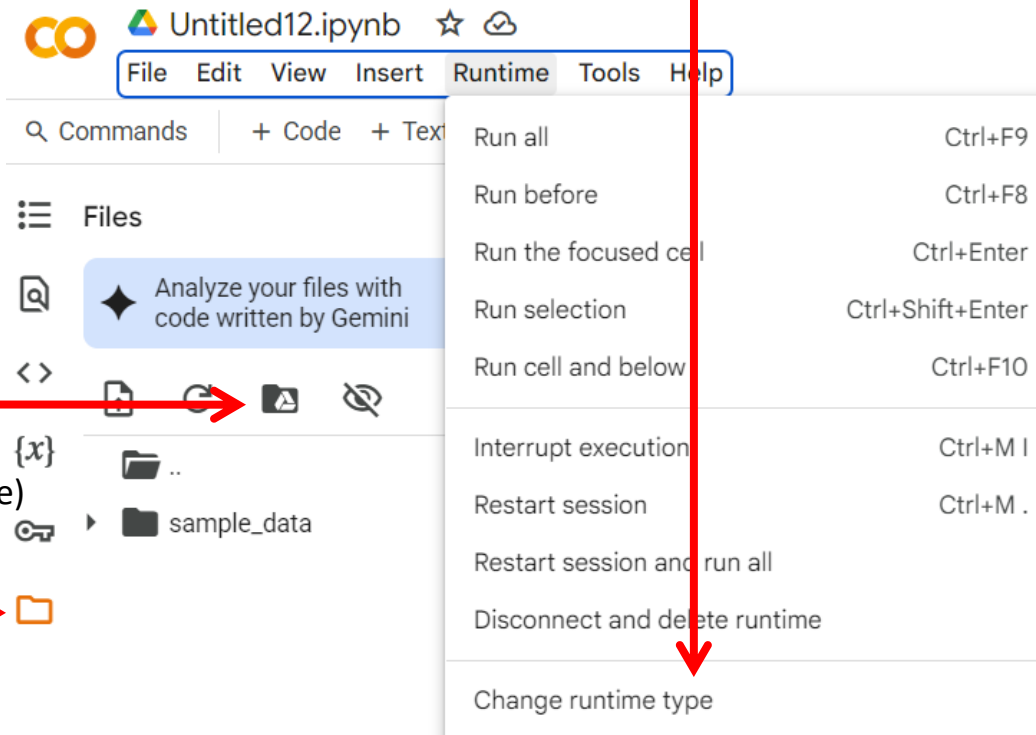 Untitled12.ipynb
File Edit View Insert Runtime Tools Help
Commands + Code + Text
Files
Analyze your files with
code written by Gemini
..
sample_data
{x}
e)
Run all Ctrl+F9
Run before Ctrl+F8
Run the focused cell Ctrl+Enter
Run selection Ctrl+Shift+Enter
Run cell and below Ctrl+F10
Interrupt execution Ctrl+M I
Restart session Ctrl+M .
Restart session and run all
Disconnect and delete runtime
Change runtime type